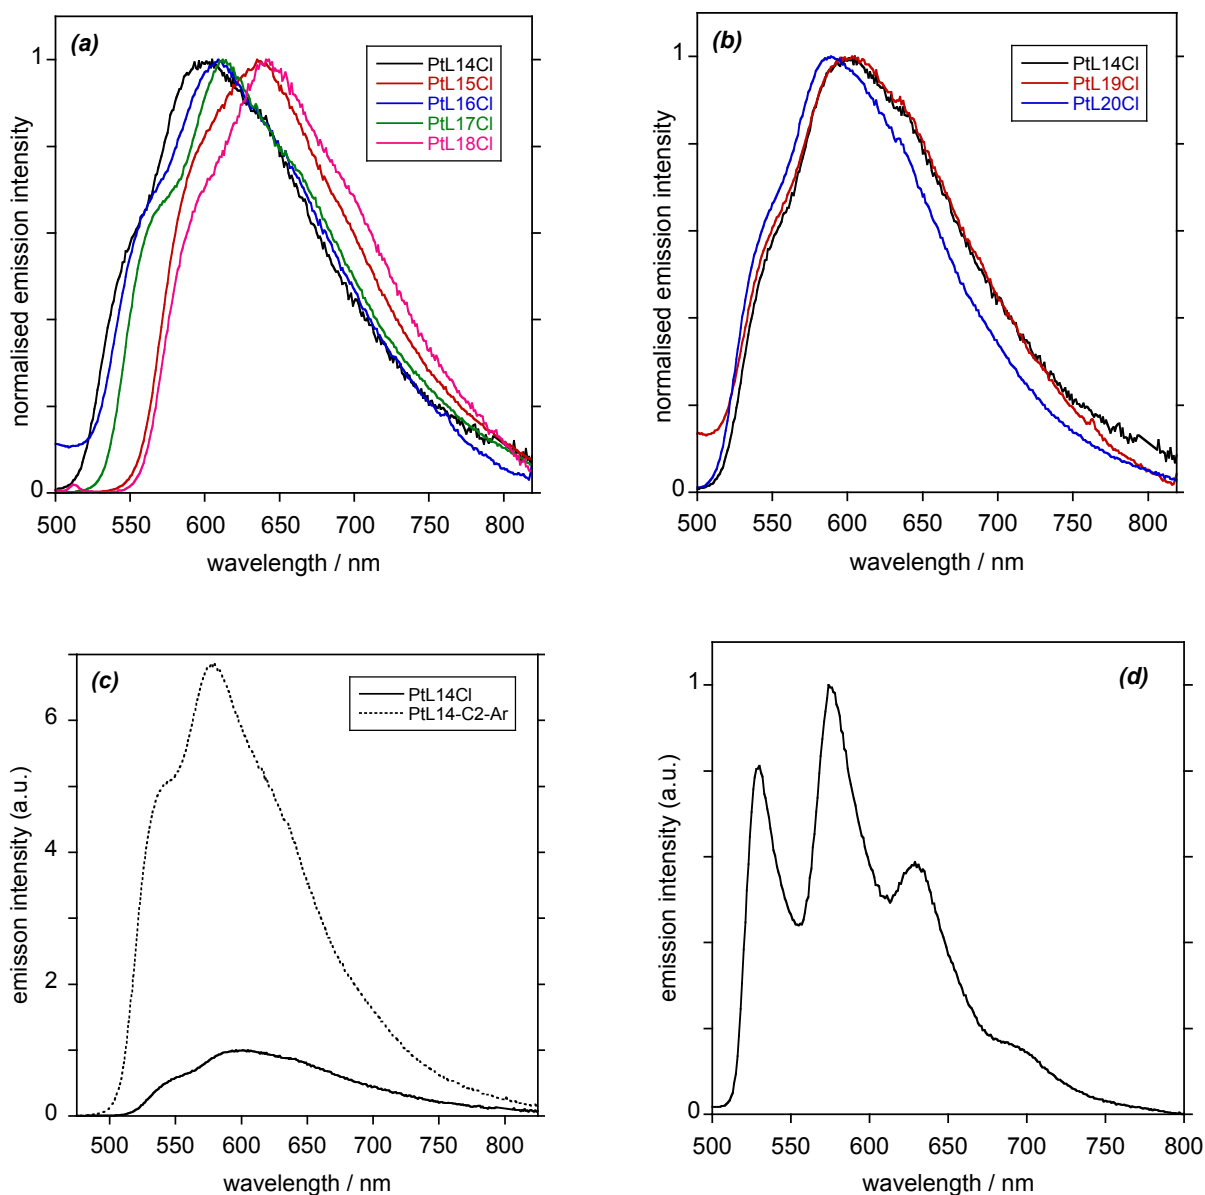 (a)
PtL14Cl
PtL15Cl
PtL16Cl
PtL17Cl
PtL18Cl
normalised emission intensity
1
0
500 550 600 650 700 750 800
wavelength / nm
(b)
PtL14Cl
PtL19Cl
PtL20Cl
normalised emission intensity
1
0
500 550 600 650 700 750 800
wavelength / nm
(c)
PtL14Cl
PtL14-C2-Ar
emisson intensity (a.u.)
6
4
2
0
500 550 600 650 700 750 800
wavelength / nm
(d)
emission intensity (a.u.)
1
0
500 550 600 650 700 750 800
wavelength / nm